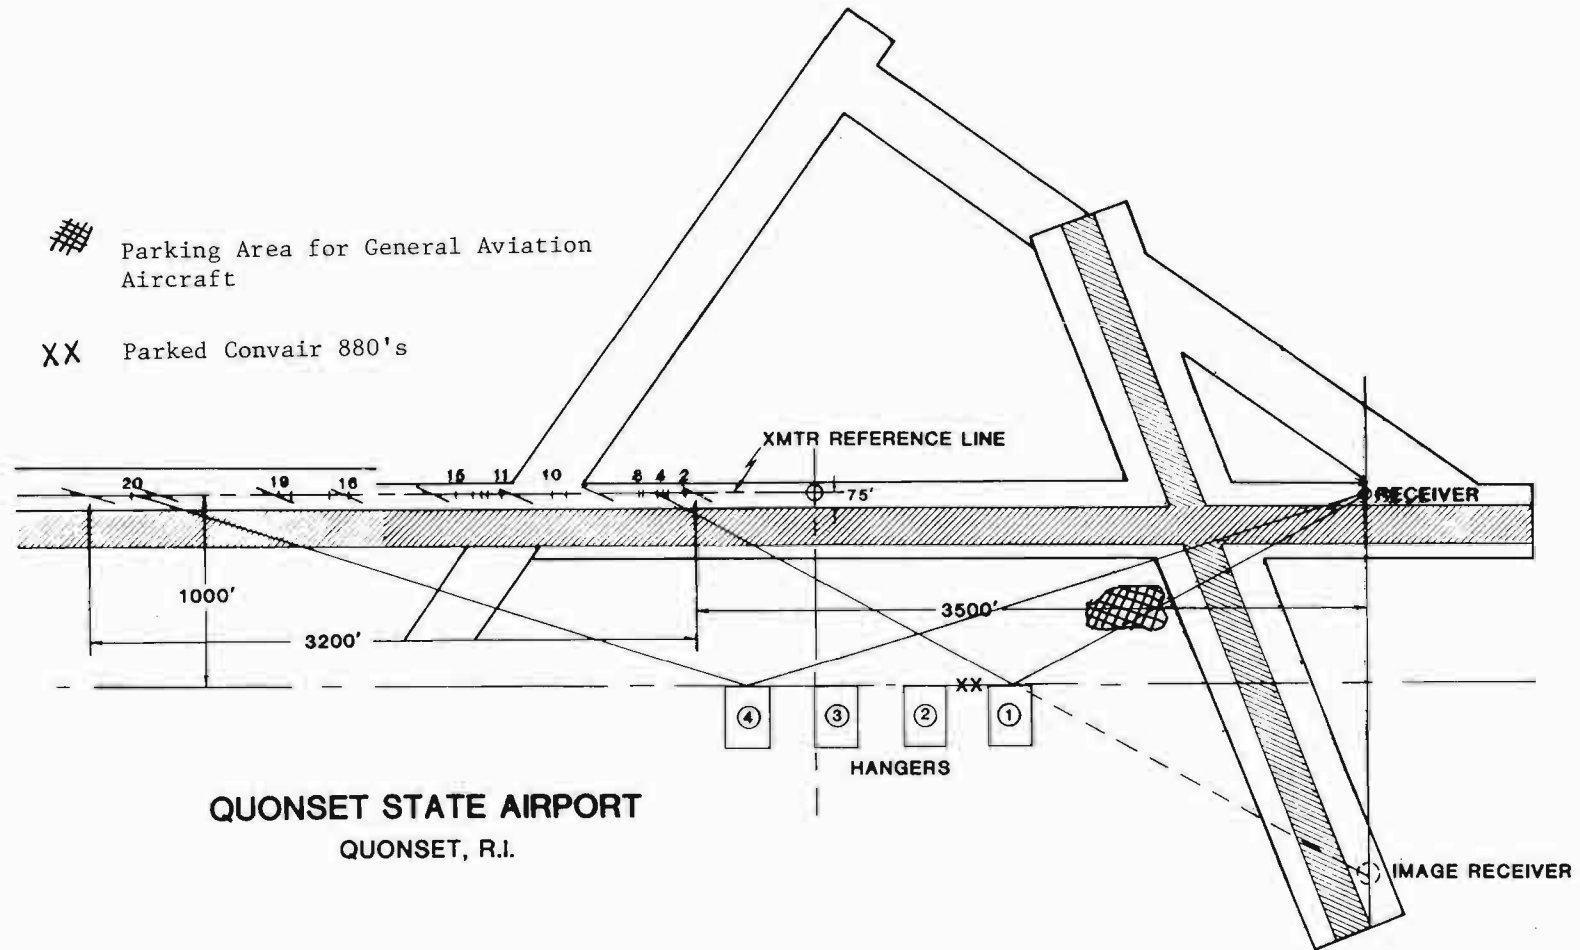 Parking Area for General Aviation
Aircraft
XX Parked Convair 880's
XMTR REFERENCE LINE
20 19 16 15 11 10 8 4 2
75'
RECEIVER
1000'
3200'
3500'
XX
4 3 2 1
HANGERS
QUONSET STATE AIRPORT
QUONSET, R.I.
IMAGE RECEIVER